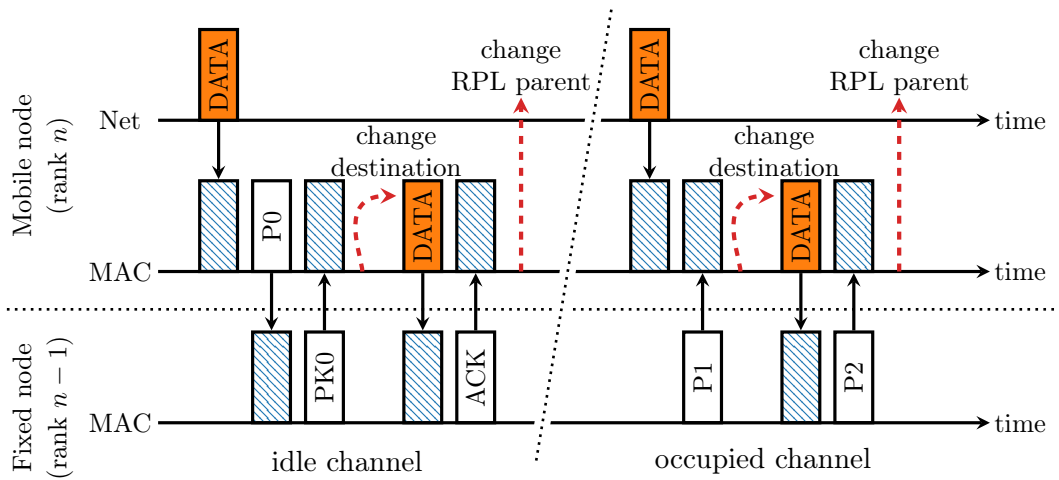 Mobile node
(rank n)
Net
DATA
change
RPL parent
DATA
change
RPL parent
time
MAC
P0
change
destination
DATA
change
destination
DATA
time
Fixed node
(rank n − 1)
MAC
PK0
ACK
P1
P2
time
idle channel
occupied channel